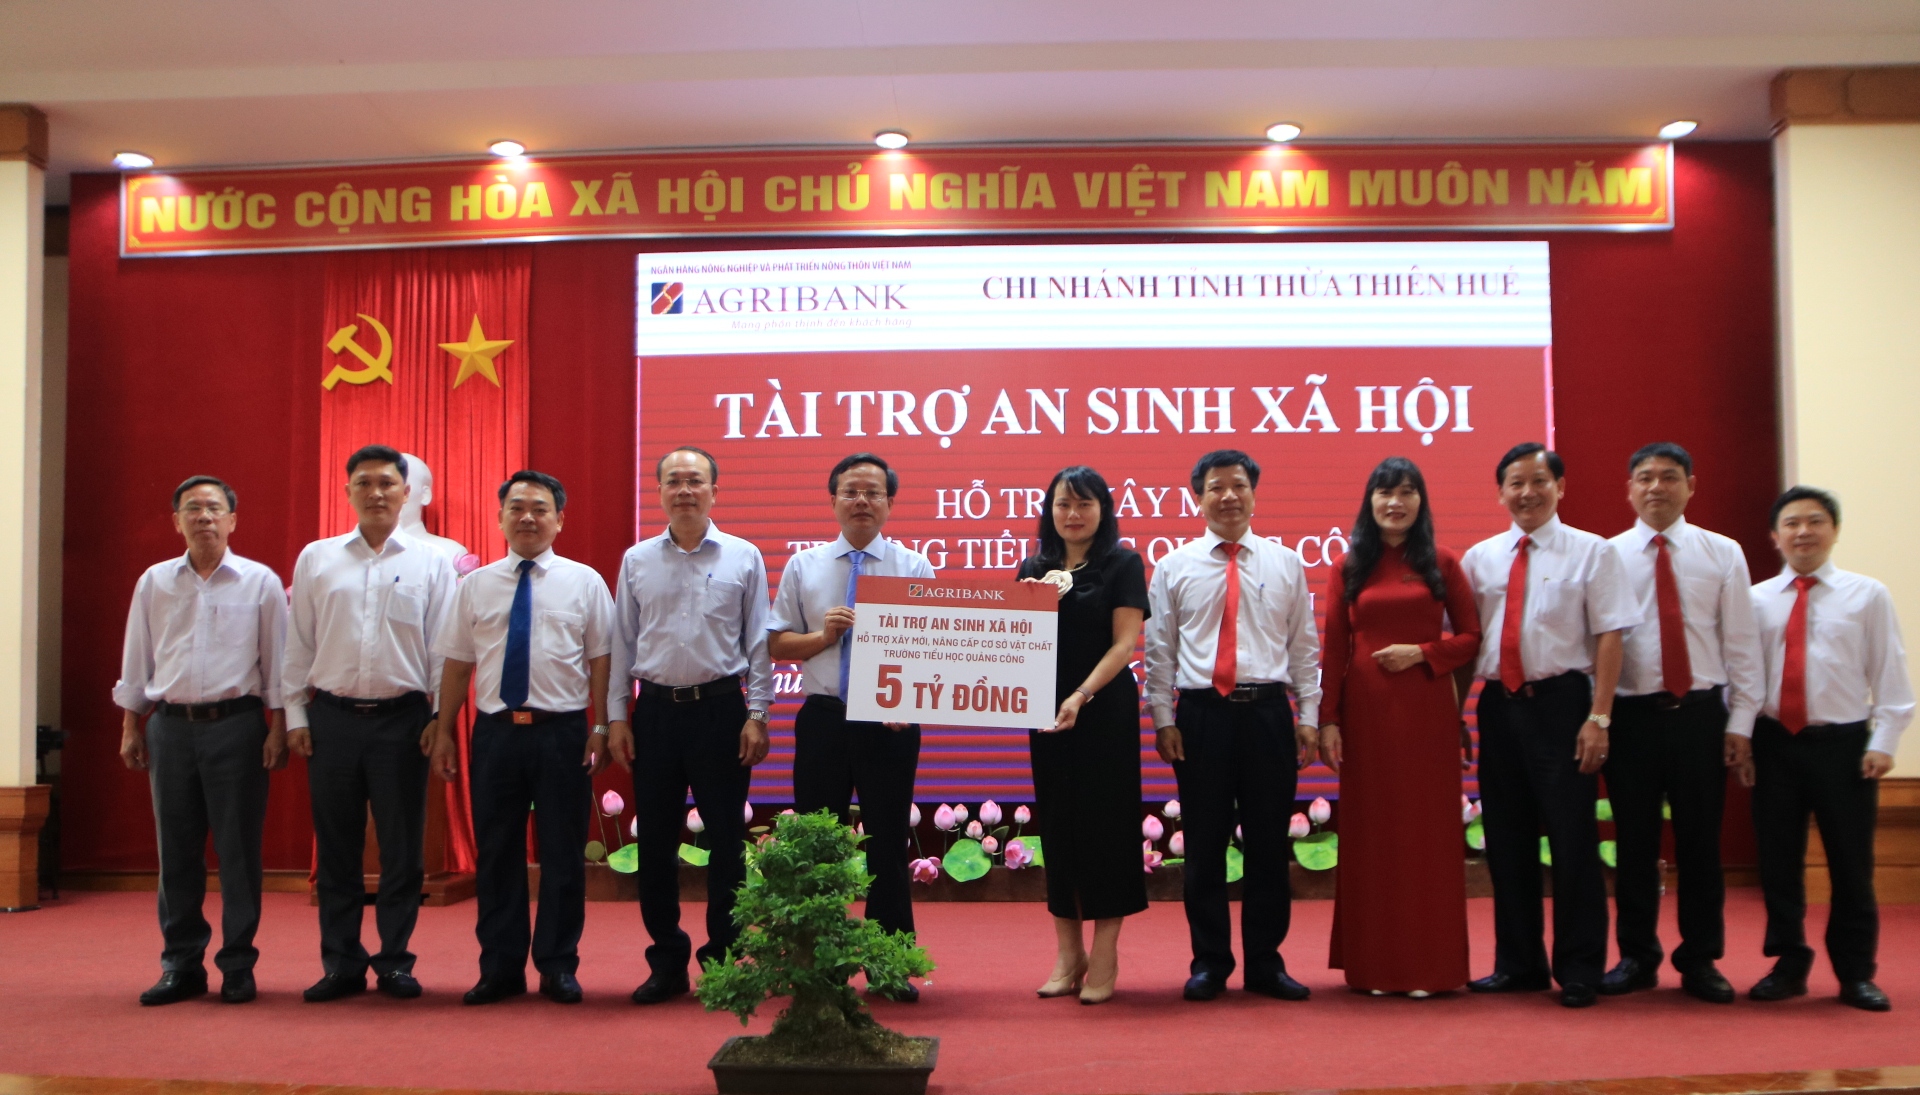 NƯỚC CỘNG HÒA XÃ HỘI CHỦ NGHĨA VIỆT NAM MUÔN NĂM
NGÂN HÀNG NÔNG NGHIỆP VÀ PHÁT TRIỂN NÔNG THÔN VIỆT NAM
AGRIBANK
Mang phồn thịnh đến khách hàng
CHI NHÁNH TỈNH THỪA THIÊN HUẾ
TÀI TRỢ AN SINH XÃ HỘI
HỖ
TIỂU
AGRIBANK
TÀI TRỢ AN SINH XÃ HỘI
HỖ TRỢ XÂY MỚI, NÂNG CẤP CƠ SỞ VẬT CHẤT
TRƯỜNG TIỂU HỌC QUẢNG CÔNG
5 TỶ ĐỒNG